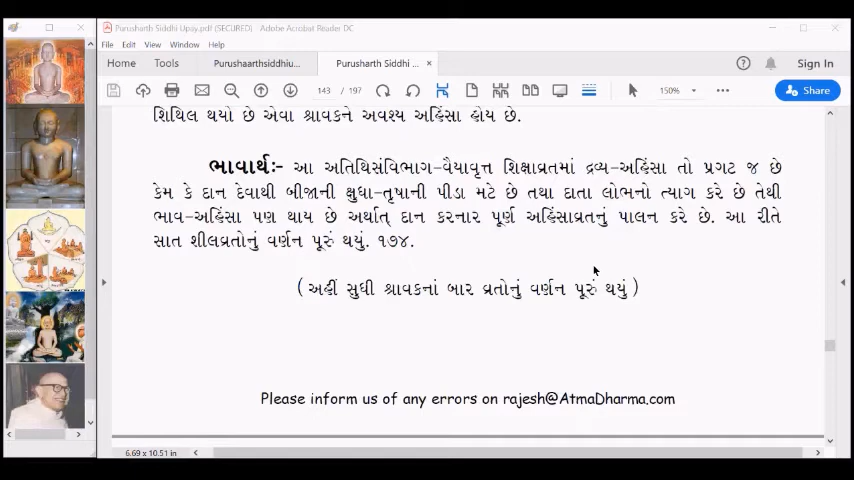 Purusharth Siddhi Upay.pdf (SECURED) - Adobe Acrobat Reader DC
File Edit View Window Help
Home Tools Pushaarthsiddhiu... Purusharth Siddhi ... × Sign In
143 / 197 150% Share
શિથિલ થયો છે એવા શ્રાવકને અવશ્ય અહિંસા હોય છે.
ભાવાર્થઃ- આ અતિથિસંવિભાગ-વૈયાવૃત્ત શિક્ષાવ્રતમાં દ્રવ્ય-અહિંસા તો પ્રગટ જ છે
કેમ કે દાન દેવાથી બીજાની ક્ષુધા-તૃષાની પીડા મટે છે તથા દાતા લોભનો ત્યાગ કરે છે તેથી
ભાવ-અહિંસા પણ થાય છે અર્થાત્ દાન કરનાર પૂર્ણ અહિંસાવ્રતનું પાલન કરે છે. આ રીતે
સાત શીલવ્રતોનું વર્ણન પૂરું થયું. ૧૭૪.
(અહીં સુધી શ્રાવકનાં બાર વ્રતોનું વર્ણન પૂરું થયું)
Please inform us of any errors on rajesh@AtmaDharma.com
6.69 x 10.51 in